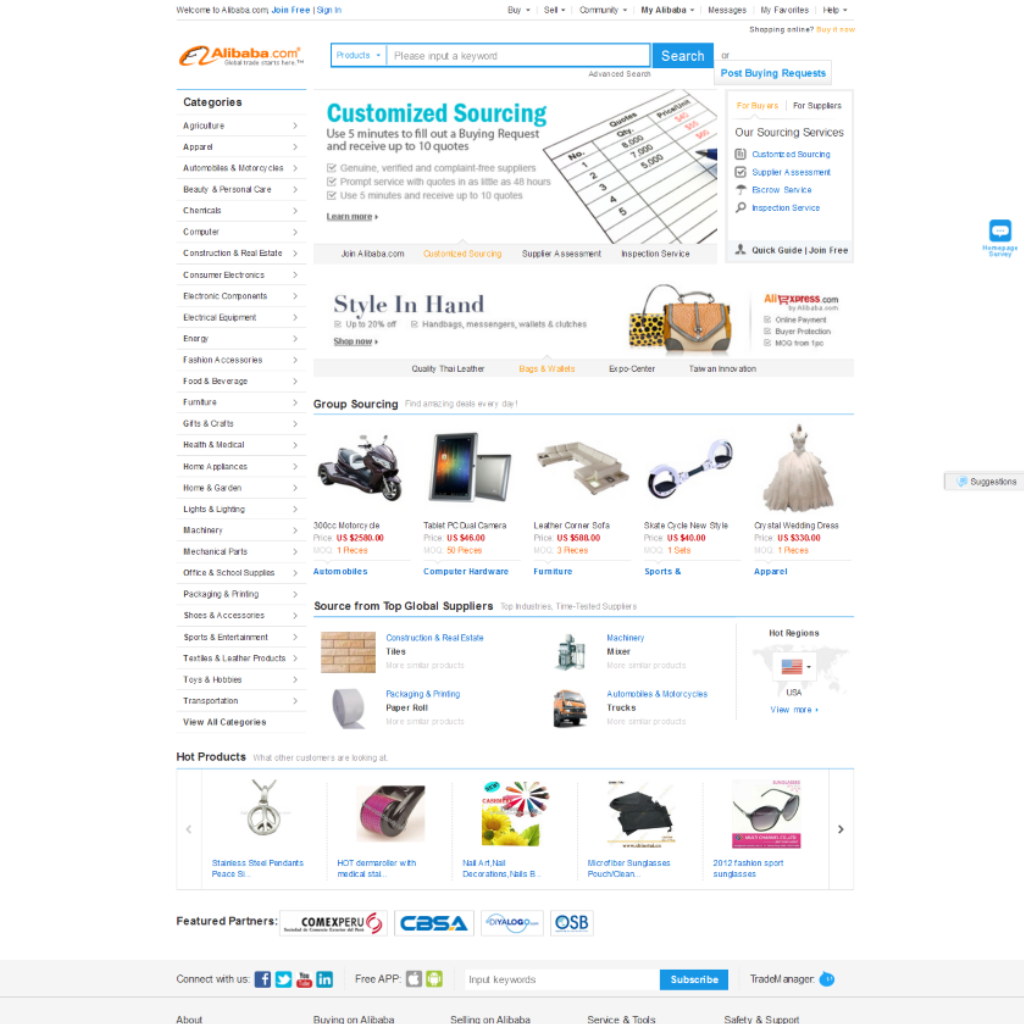 Welcome to Alibaba.com, Join Free | Sign In
Buy Sell Community My Alibaba Messages My Favorites Help
Shopping online? Buy it now
Alibaba.com
Global trade starts here.™
Products Please input a keyword Search or
Advanced Search
Post Buying Requests
Categories
Agriculture
Apparel
Automobiles & Motorcycles
Beauty & Personal Care
Chemicals
Computer
Construction & Real Estate
Consumer Electronics
Electronic Components
Electrical Equipment
Energy
Fashion Accessories
Food & Beverage
Furniture
Gifts & Crafts
Health & Medical
Home Appliances
Home & Garden
Lights & Lighting
Machinery
Mechanical Parts
Office & School Supplies
Packaging & Printing
Shoes & Accessories
Sports & Entertainment
Textiles & Leather Products
Toys & Hobbies
Transportation
View All Categories
Customized Sourcing
Use 5 minutes to fill out a Buying Request
and receive up to 10 quotes
Genuine, verified and complaint-free suppliers
Prompt service with quotes in as little as 48 hours
Use 5 minutes and receive up to 10 quotes
Learn more
Quotes
No. Qty. Price/Unit
1 6,000 $40
2 7,000 $55
3 5,000 $60
4
5
Join Alibaba.com Customized Sourcing Supplier Assessment Inspection Service
For Buyers For Suppliers
Our Sourcing Services
Customized Sourcing
Supplier Assessment
Escrow Service
Inspection Service
Quick Guide | Join Free
Homepage
Survey
Style In Hand
Up to 20% off Handbags, messengers, wallets & clutches
Shop now
AliExpress.com
by Alibaba.com
Online Payment
Buyer Protection
MOQ from 1pc
Quality Thai Leather Bags & Wallets Expo-Center Taiwan Innovation
Group Sourcing Find amazing deals every day!
300cc Motorcycle
Price: US $2580.00
MOQ: 1 Pieces
Automobiles
Tablet PC Dual Camera
Price: US $46.00
MOQ: 50 Pieces
Computer Hardware
Leather Corner Sofa
Price: US $588.00
MOQ: 3 Pieces
Furniture
Skate Cycle New Style
Price: US $40.00
MOQ: 1 Sets
Sports &
Crystal Wedding Dress
Price: US $330.00
MOQ: 1 Pieces
Apparel
Suggestions
Source from Top Global Suppliers Top Industries, Time-Tested Suppliers
Construction & Real Estate
Tiles
More similar products
Machinery
Mixer
More similar products
Packaging & Printing
Paper Roll
More similar products
Automobiles & Motorcycles
Trucks
More similar products
Hot Regions
USA
View more
Hot Products What other customers are looking at.
Stainless Steel Pendants
Peace Si...
HOT dermaroller with
medical stai...
Nail Art,Nail
Decorations,Nails B...
Microfiber Sunglasses
Pouch/Clean...
SUNGLASSES
2012 fashion sport
sunglasses
Featured Partners:
COMEXPERU
Sociedad de Comercio Exterior del Perú
CBSA
DIYALOGO
OSB
Connect with us: Free APP: Input keywords Subscribe TradeManager:
About Buying on Alibaba Selling on Alibaba Service & Tools Safety & Support